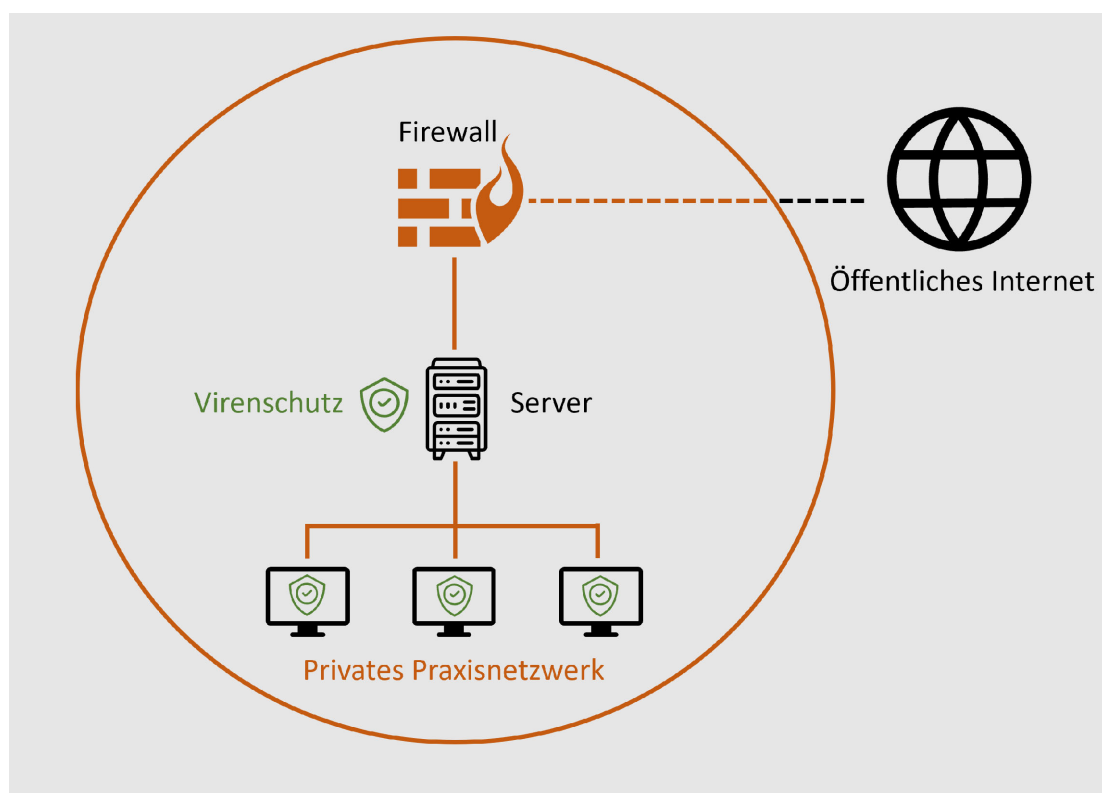 Firewall
Öffentliches Internet
Virenschutz
Server
Privates Praxisnetzwerk